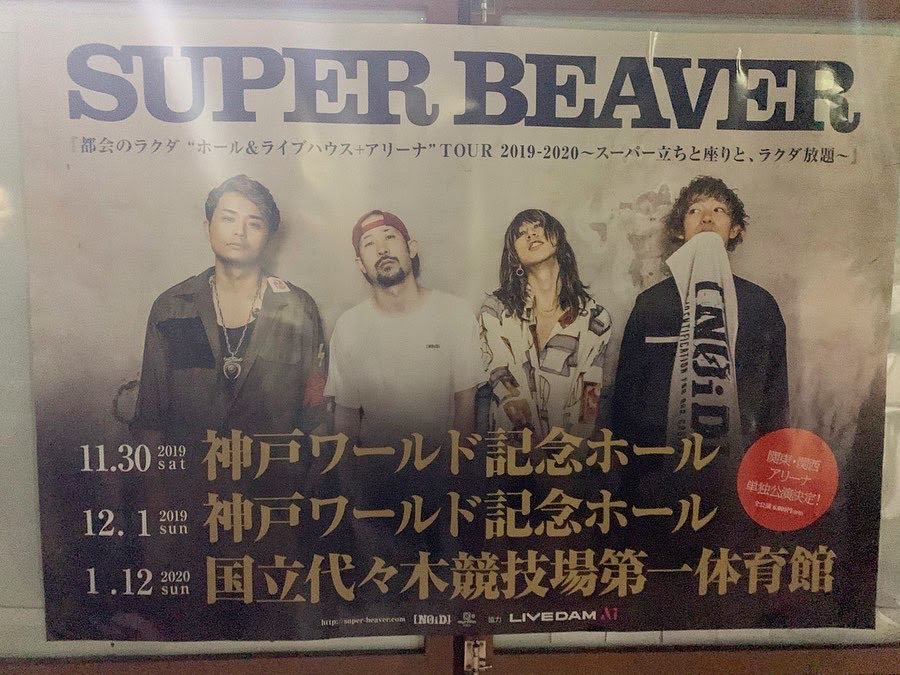 SUPER BEAVER
『都会のラクダ "ホール&ライブハウス+アリーナ" TOUR 2019-2020〜スーパー立ちと座りと、ラクダ放題〜』
[NOiD]
IDENTIFICATION
11.30 2019 sat 神戸ワールド記念ホール
12. 1 2019 sun 神戸ワールド記念ホール
1 .12 2020 sun 国立代々木競技場第一体育館
関東・関西
アリーナ
単独公演決定!
http://super-beaver.com [NOiD] 協力 LIVEDAM Ai